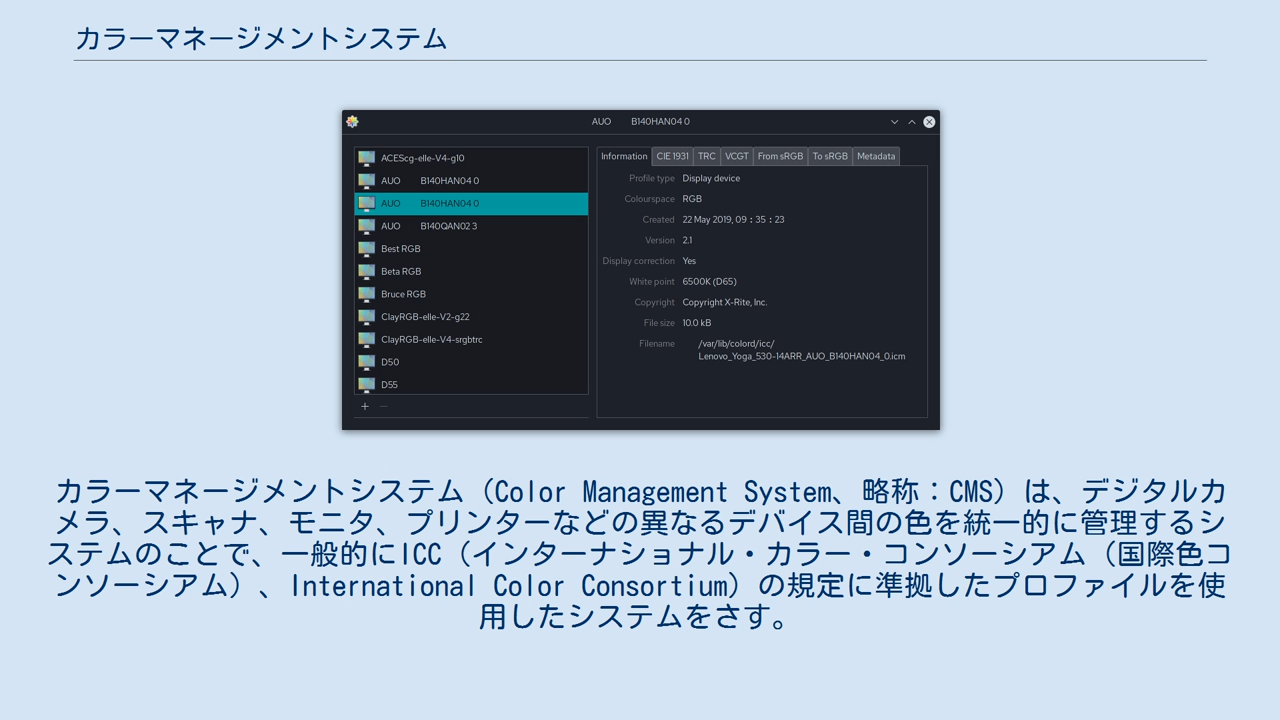 カラーマネージメントシステム
AUO B140HAN04 0
ACEScg-elle-V4-g10
AUO B140HAN04 0
AUO B140HAN04 0
AUO B140QAN02 3
Best RGB
Beta RGB
Bruce RGB
ClayRGB-elle-V2-g22
ClayRGB-elle-V4-srgbtrc
D50
D55
Information CIE 1931 TRC VCGT From sRGB To sRGB Metadata
Profile type Display device
Colourspace RGB
Created 22 May 2019, 09：35：23
Version 2.1
Display correction Yes
White point 6500K (D65)
Copyright Copyright X-Rite, Inc.
File size 10.0 kB
Filename /var/lib/colord/icc/
Lenovo_Yoga_530-14ARR_AUO_B140HAN04_0.icm
カラーマネージメントシステム（Color Management System、略称：CMS）は、デジタルカ
メラ、スキャナ、モニタ、プリンターなどの異なるデバイス間の色を統一的に管理するシ
ステムのことで、一般的にICC（インターナショナル・カラー・コンソーシアム（国際色コ
ンソーシアム）、International Color Consortium）の規定に準拠したプロファイルを使
用したシステムをさす。